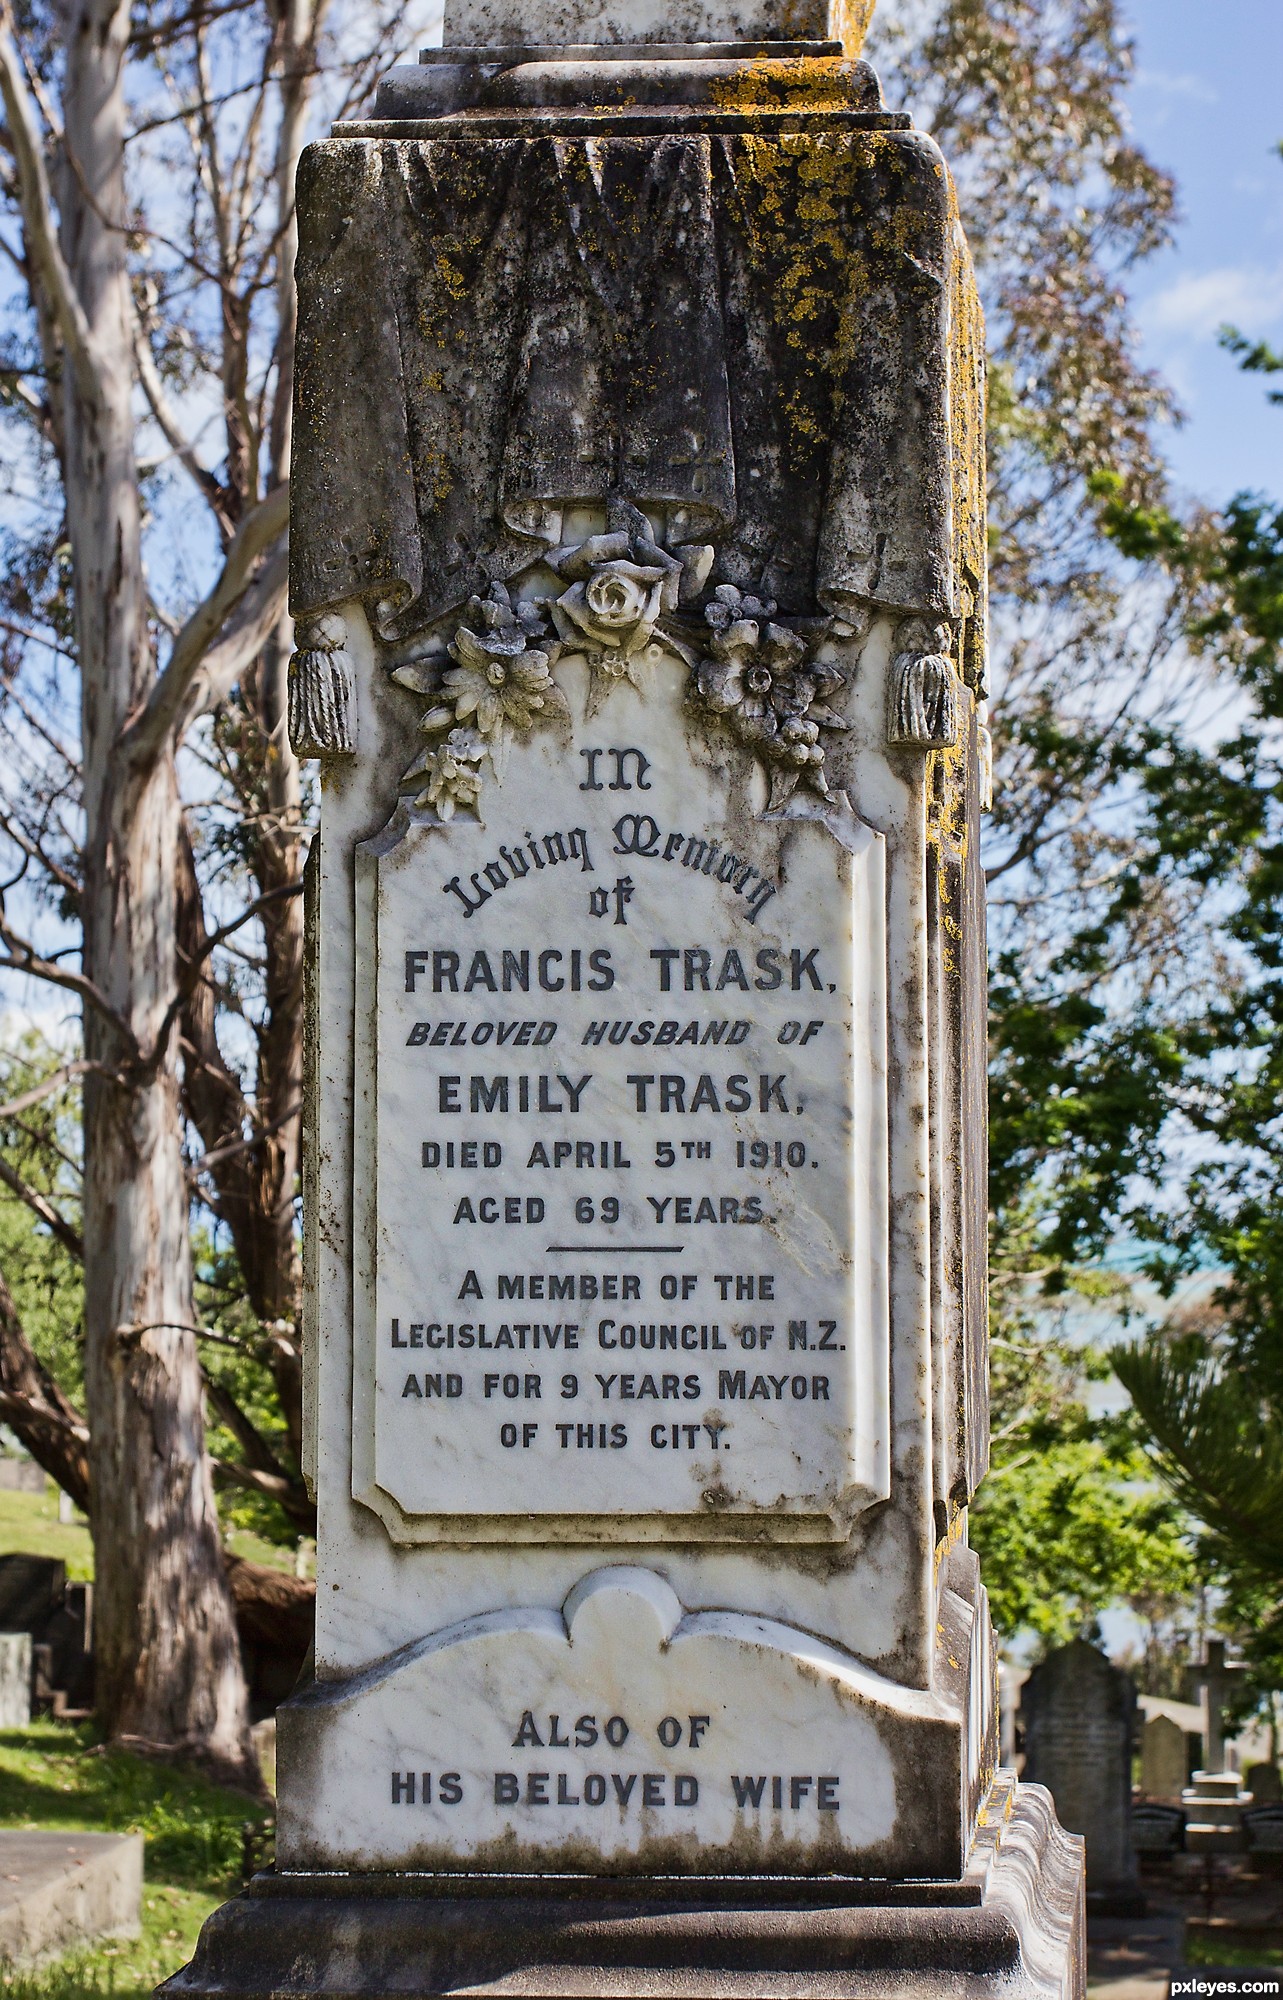 In
Loving Memory
of
FRANCIS TRASK,
BELOVED HUSBAND OF
EMILY TRASK,
DIED APRIL 5TH 1910.
AGED 69 YEARS.
A MEMBER OF THE
LEGISLATIVE COUNCIL OF N.Z.
AND FOR 9 YEARS MAYOR
OF THIS CITY.
ALSO OF
HIS BELOVED WIFE
pxleyes.com